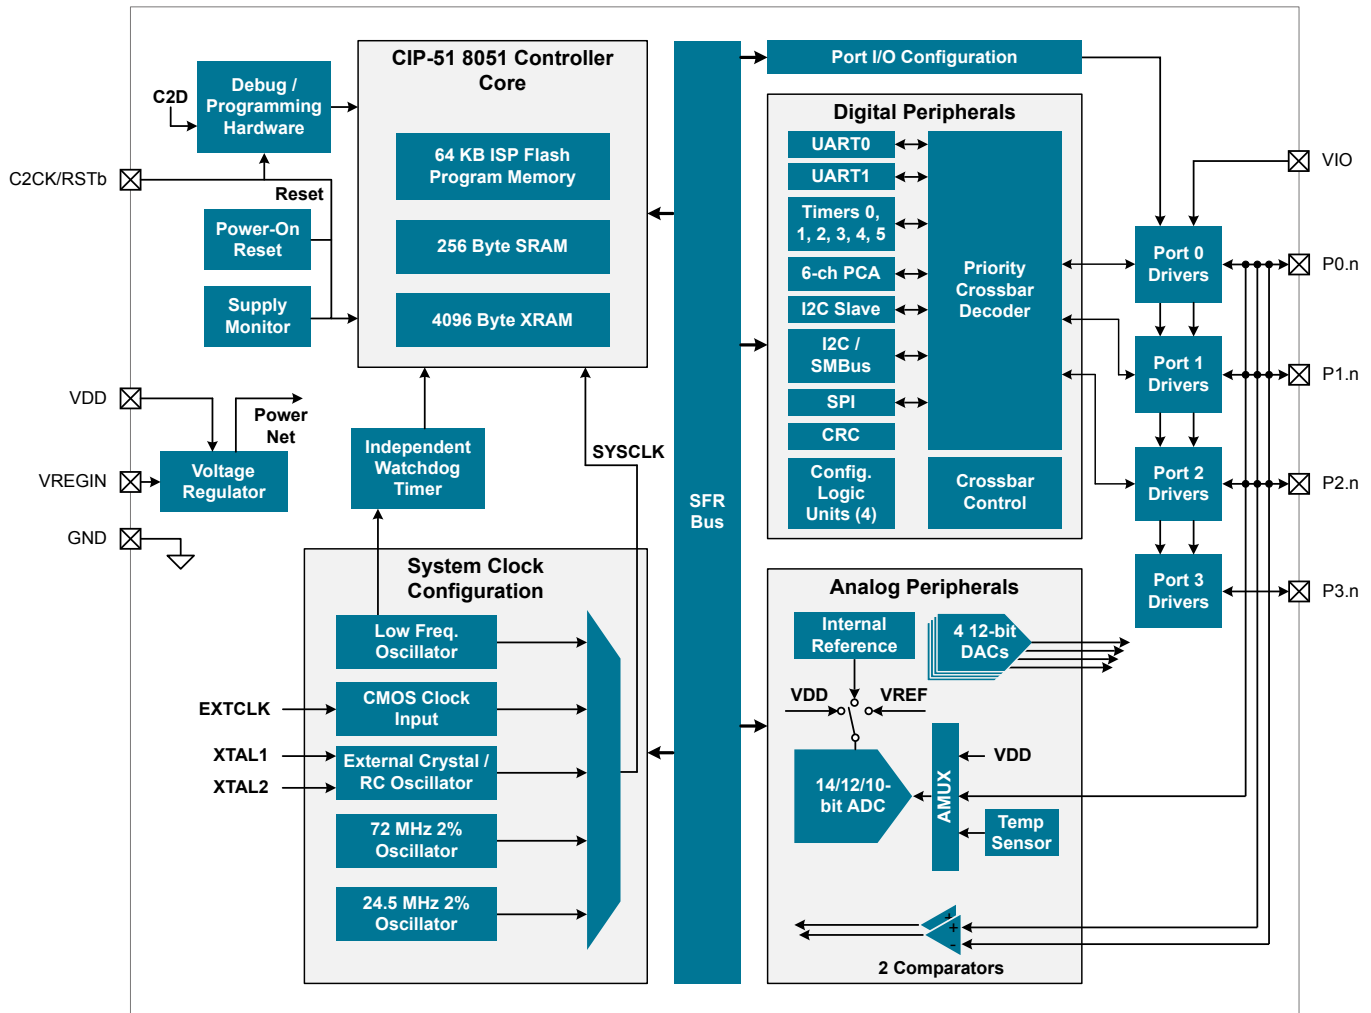 CIP-51 8051 Controller
Core
64 KB ISP Flash
Program Memory
256 Byte SRAM
4096 Byte XRAM
C2D
Debug /
Programming
Hardware
C2CK/RSTb
Reset
Power-On
Reset
Supply
Monitor
VDD
Power
Net
VREGIN
Voltage
Regulator
GND
Independent
Watchdog
Timer
SYSCLK
System Clock
Configuration
Low Freq.
Oscillator
EXTCLK
CMOS Clock
Input
XTAL1
XTAL2
External Crystal /
RC Oscillator
72 MHz 2%
Oscillator
24.5 MHz 2%
Oscillator
SFR
Bus
Port I/O Configuration
Digital Peripherals
UART0
UART1
Timers 0,
1, 2, 3, 4, 5
6-ch PCA
I2C Slave
I2C /
SMBus
SPI
CRC
Config.
Logic
Units (4)
Priority
Crossbar
Decoder
Crossbar
Control
Analog Peripherals
Internal
Reference
4 12-bit
DACs
VDD
VREF
14/12/10-
bit ADC
AMUX
VDD
Temp
Sensor
+
+
-
2 Comparators
VIO
Port 0
Drivers
P0.n
Port 1
Drivers
P1.n
Port 2
Drivers
P2.n
Port 3
Drivers
P3.n